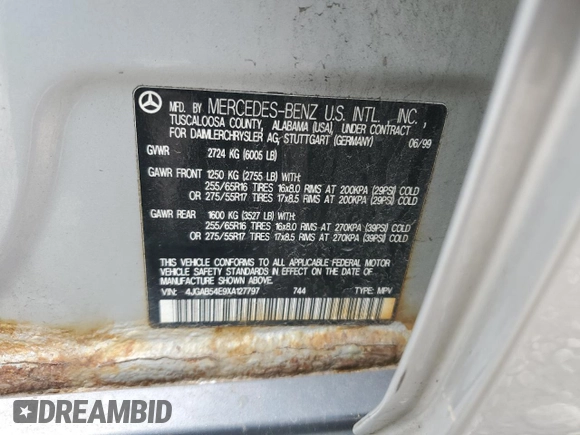 MFD. BY MERCEDES-BENZ U.S. INTL., INC.,
TUSCALOOSA COUNTY, ALABAMA (USA), UNDER CONTRACT
FOR DAIMLERCHRYSLER AG, STUTTGART (GERMANY) 06/99
GVWR 2724 KG (6005 LB)
GAWR FRONT 1250 KG (2755 LB) WITH:
255/65R16 TIRES 16x8.0 RIMS AT 200KPA (29PSI) COLD
OR 275/55R17 TIRES 17x8.5 RIMS AT 200KPA (29PSI) COLD
GAWR REAR 1600 KG (3527 LB) WITH:
255/65R16 TIRES 16x8.0 RIMS AT 270KPA (39PSI) COLD
OR 275/55R17 TIRES 17x8.5 RIMS AT 270KPA (39PSI) COLD
THIS VEHICLE CONFORMS TO ALL APPLICABLE FEDERAL MOTOR
VEHICLE SAFETY STANDARDS IN EFFECT ON THE DATE OF
MANUFACTURE SHOWN ABOVE.
VIN: 4JGAB54E9XA127797 744 TYPE: MPV
DREAMBID